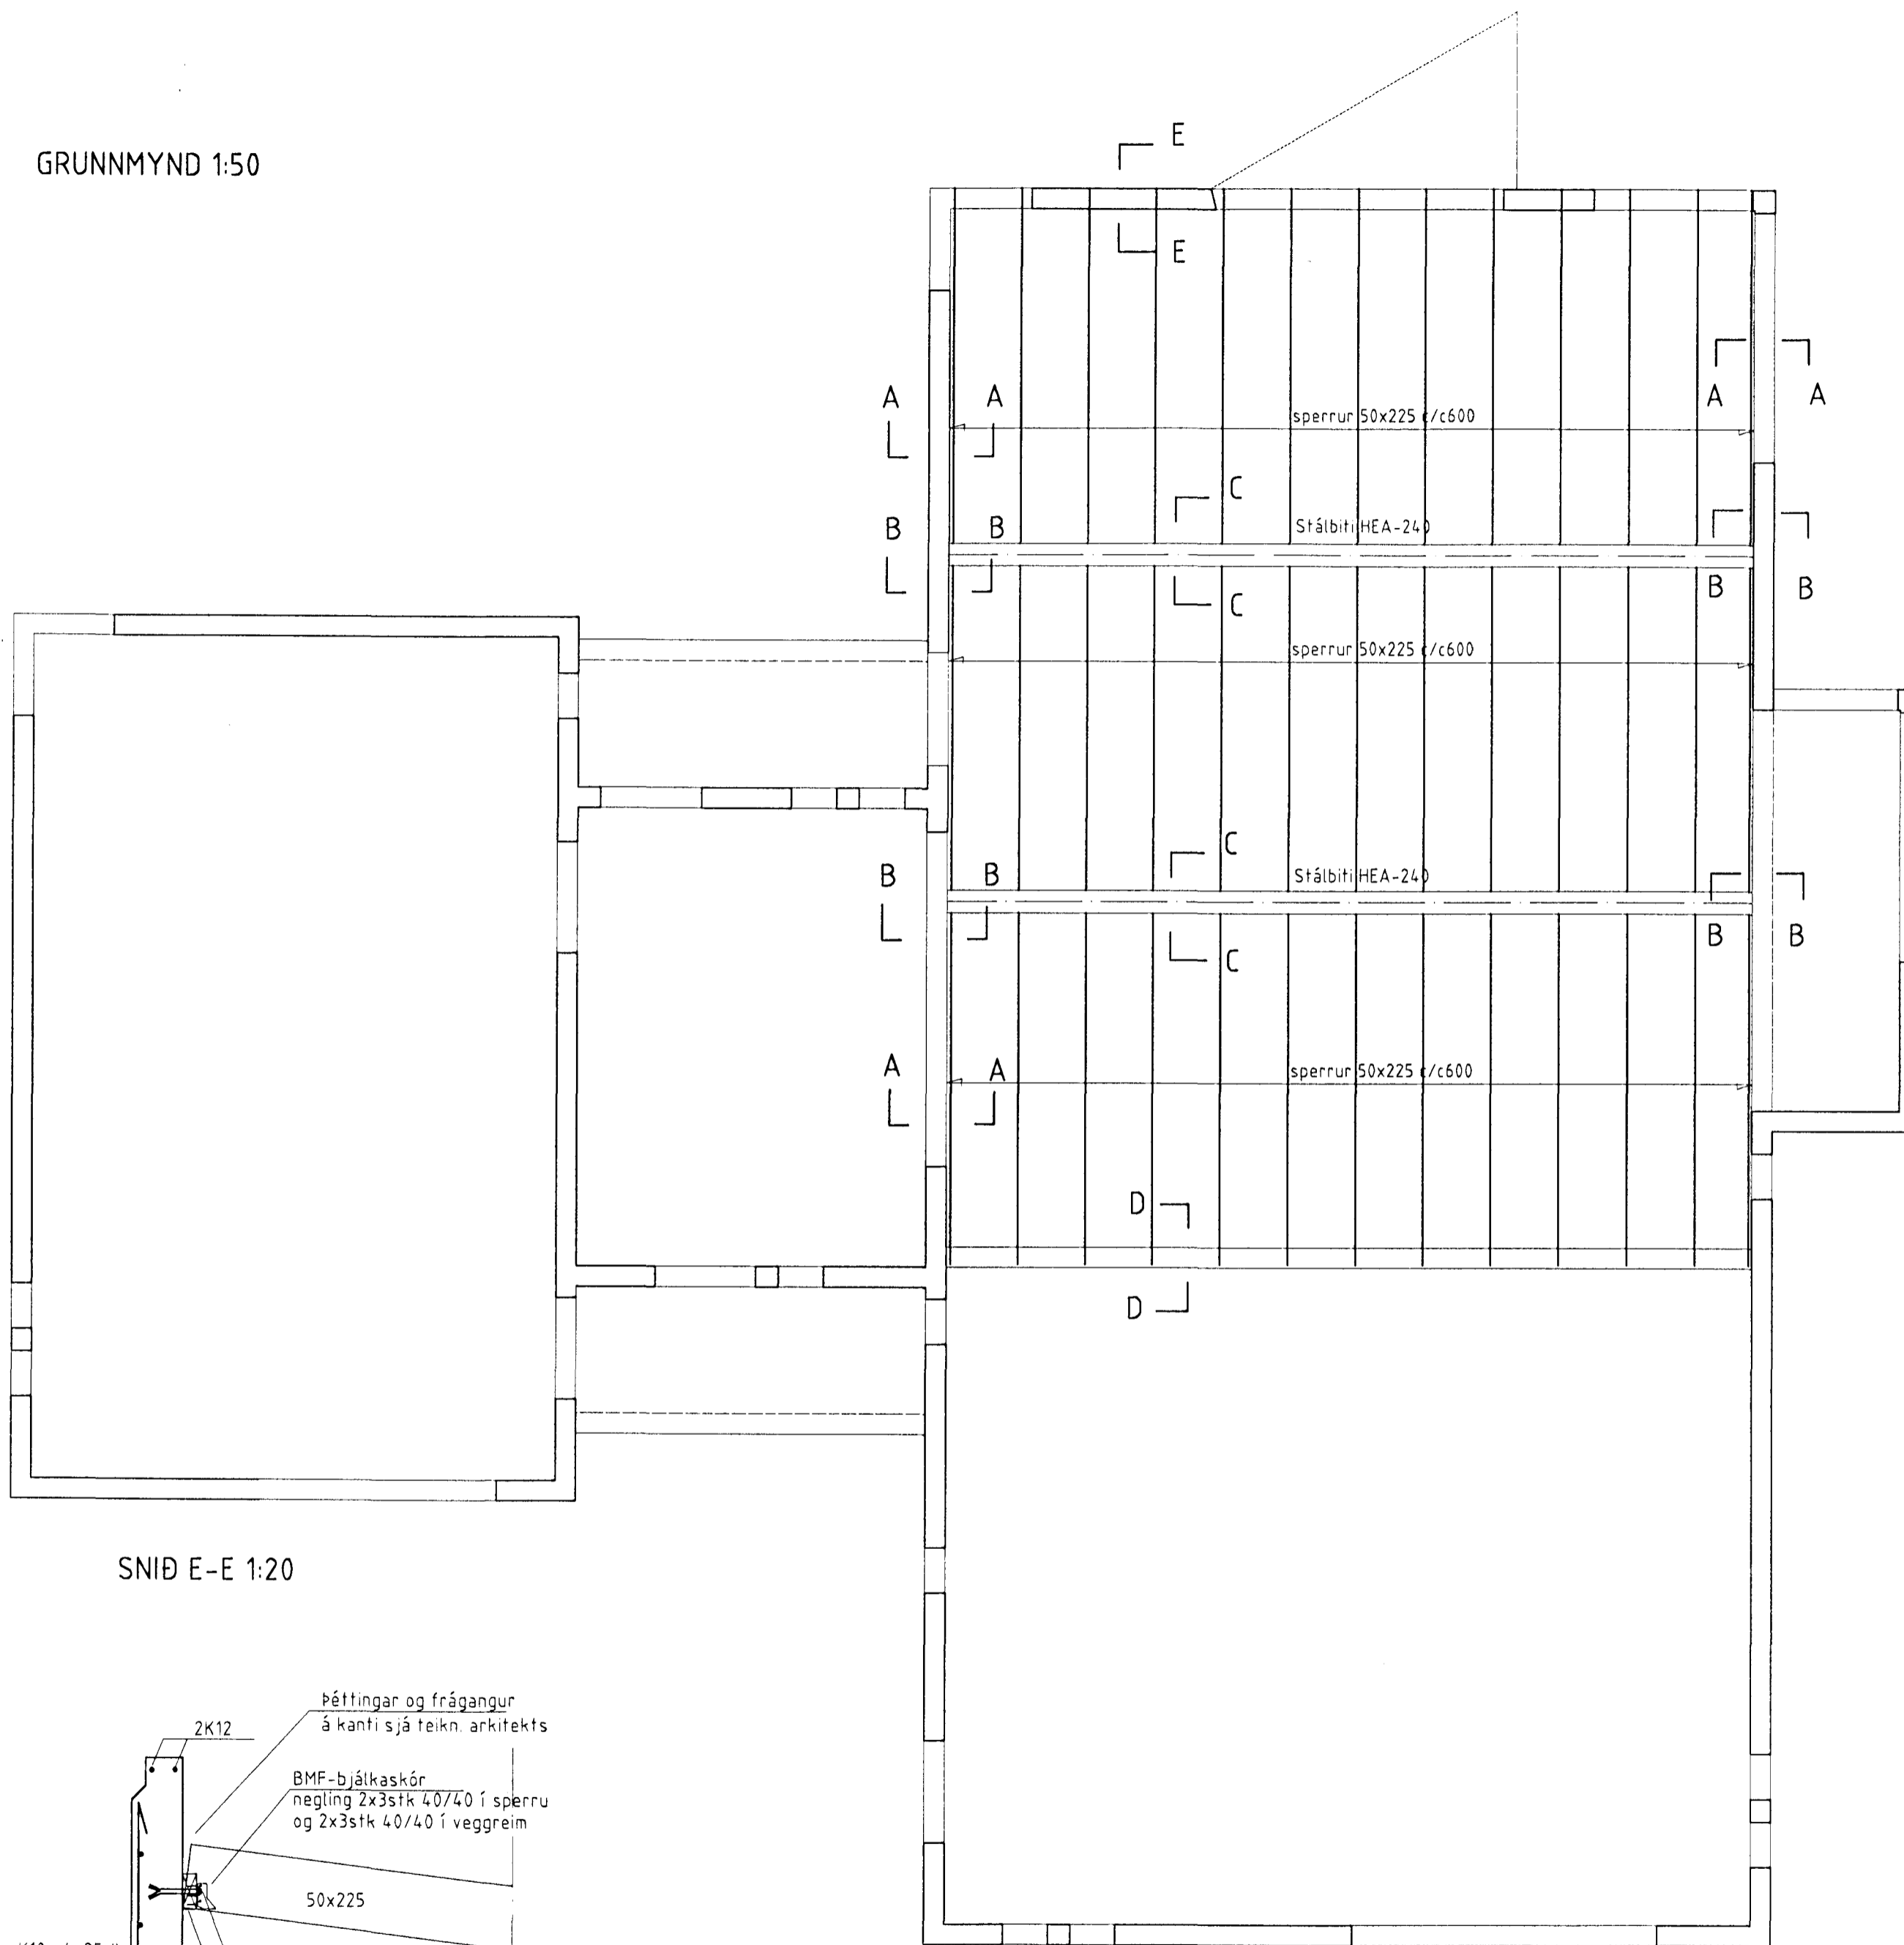 GRUNNMYND 1:50
E
E
A
A
sperrur 50x225 c/c600
A
A
C
B
B
Stálbiti HEA-240
C
B
B
sperrur 50x225 c/c600
C
B
B
Stálbiti HEA-240
B
B
C
A
A
sperrur 50x225 c/c600
D
D
SNIÐ E-E 1:20
2K12
Þéttingar og frágangur
á kanti sjá teikn. arkitekts
BMF-bjálkaskór
negling 2x3stk 40/40 í sperru
og 2x3stk 40/40 í veggreim
50x225